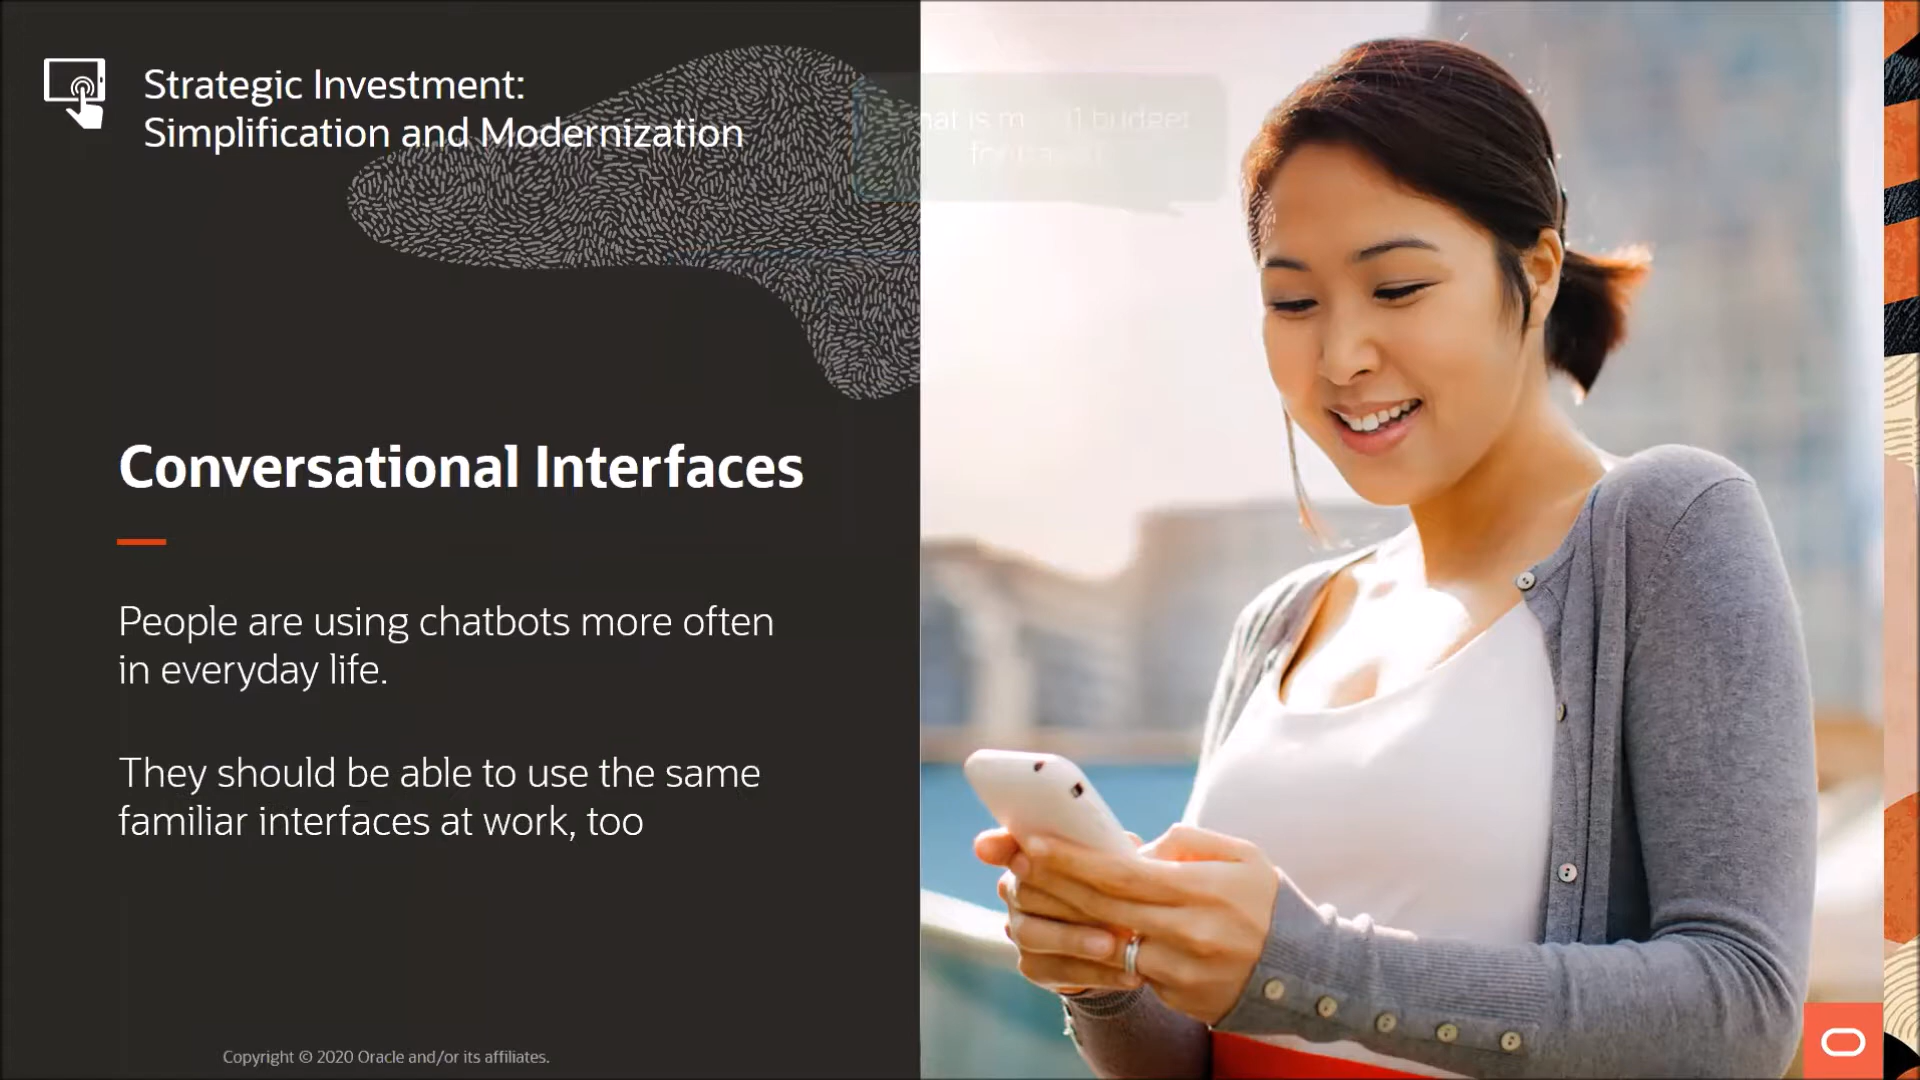 Strategic Investment:
Simplification and Modernization
budget
Conversational Interfaces
People are using chatbots more often
in everyday life.
They should be able to use the same
familiar interfaces at work, too
Copyright © 2020 Oracle and/or its affiliates.